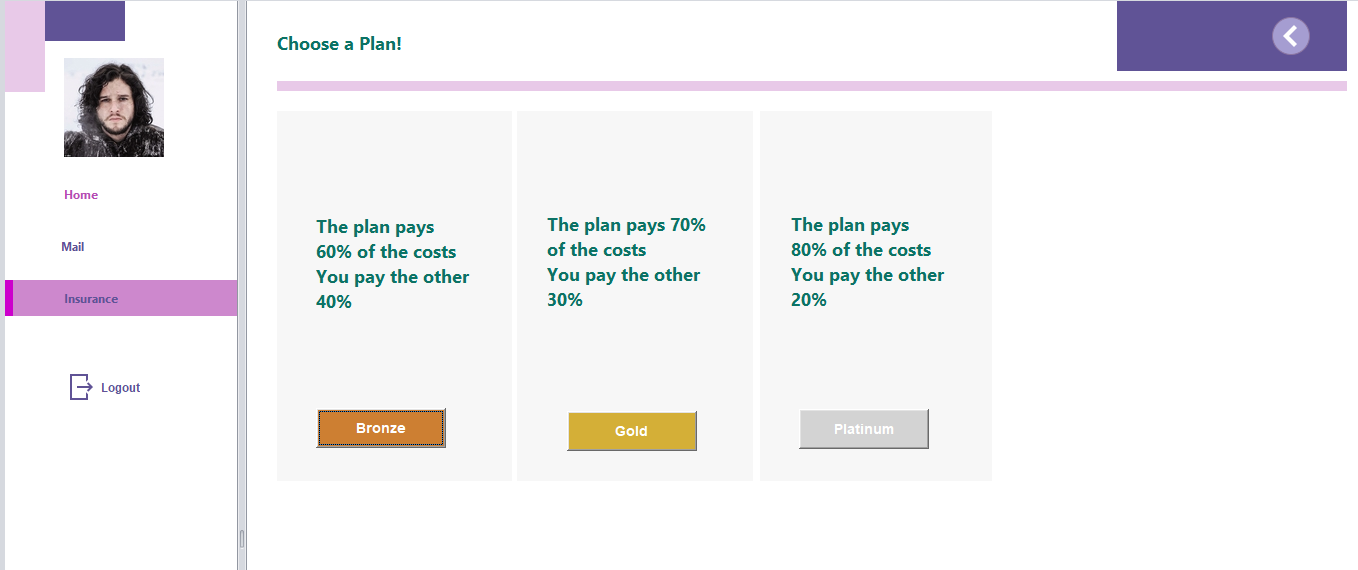 Choose a Plan!
Home
Mail
Insurance
Logout
The plan pays
60% of the costs
You pay the other
40%
Bronze
The plan pays 70%
of the costs
You pay the other
30%
Gold
The plan pays
80% of the costs
You pay the other
20%
Platinum